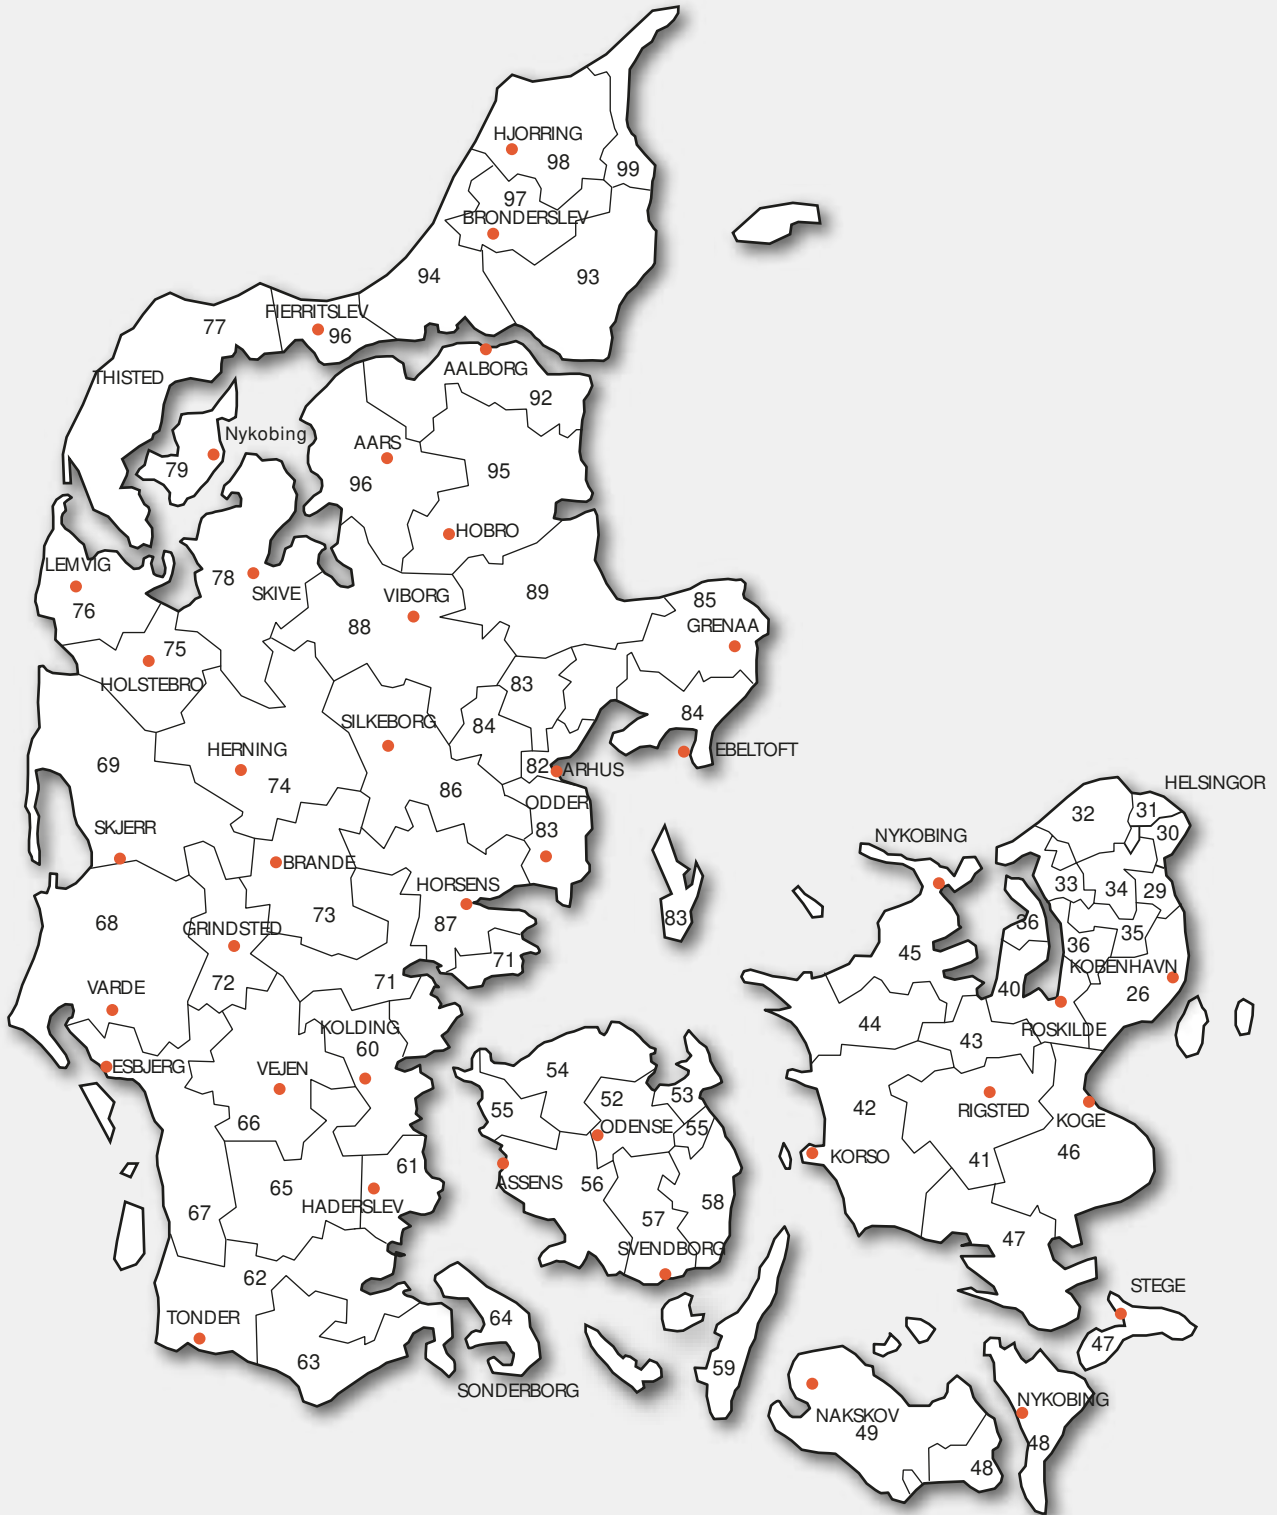 HJORRING
98
99
97
BRONDERSLEV
94
93
FIERRITSLEV
77
96
AALBORG
THISTED
92
Nykobing
AARS
79
96
95
HOBRO
LEMVIG
78
SKIVE
VIBORG
89
76
88
85
GRENAA
75
HOLSTEBRO
83
84
SILKEBORG
84
EBELTOFT
HERNING
69
82
ARHUS
74
86
ODDER
HELSINGOR
SKJERR
83
32
31
30
NYKOBING
BRANDE
HORSENS
33
34
29
73
87
83
36
68
GRINDSTED
36
35
45
71
KOBENHAVN
72
71
40
26
VARDE
KOLDING
44
43
ROSKILDE
60
ESBJERG
VEJEN
54
52
53
42
RIGSTED
KOGE
55
66
ODENSE
55
KORSO
46
61
41
65
ASSENS
56
HADERSLEV
58
67
57
47
SVENDBORG
62
STEGE
TONDER
64
47
63
59
SONDERBORG
NYKOBING
NAKSKOV
49
48
48